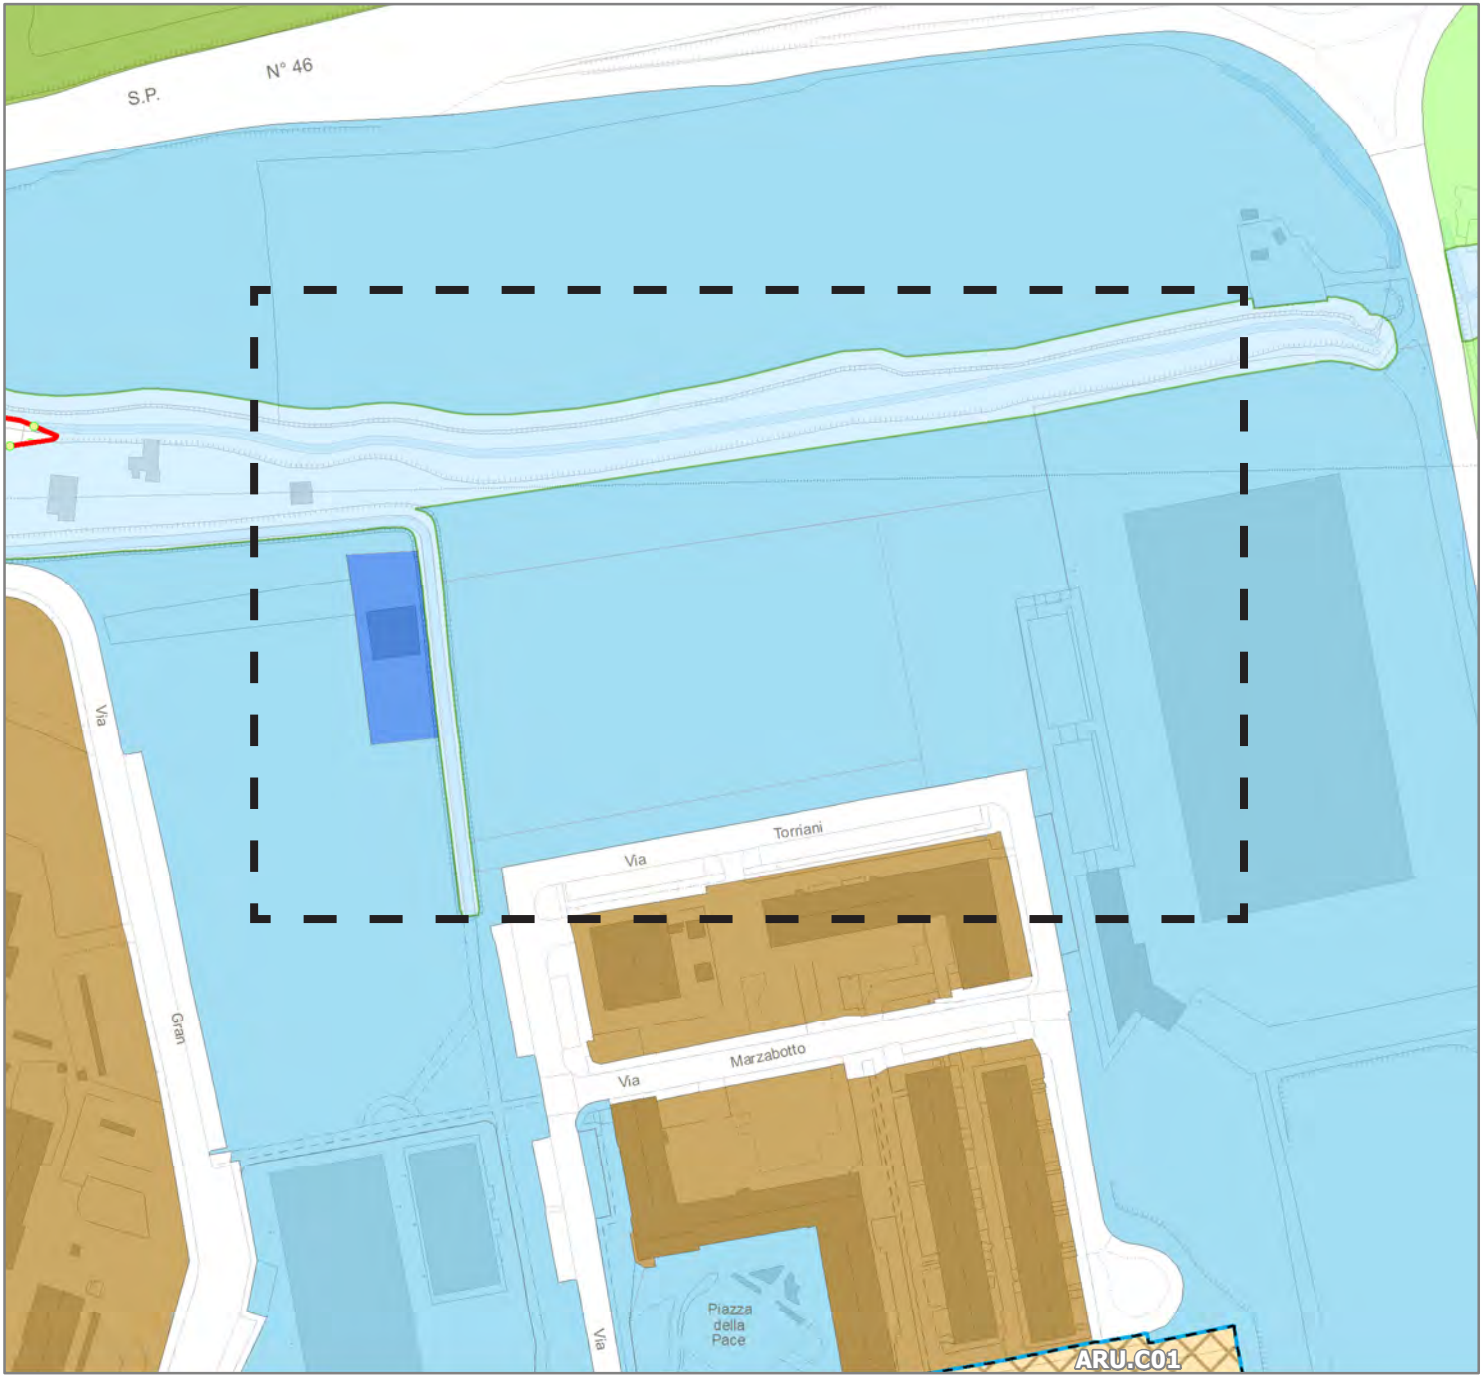 N° 46
S.P.
Via
Torriani
Via
Gran
Marzabotto
Via
Piazza
della
Pace
Via
ARU.C01